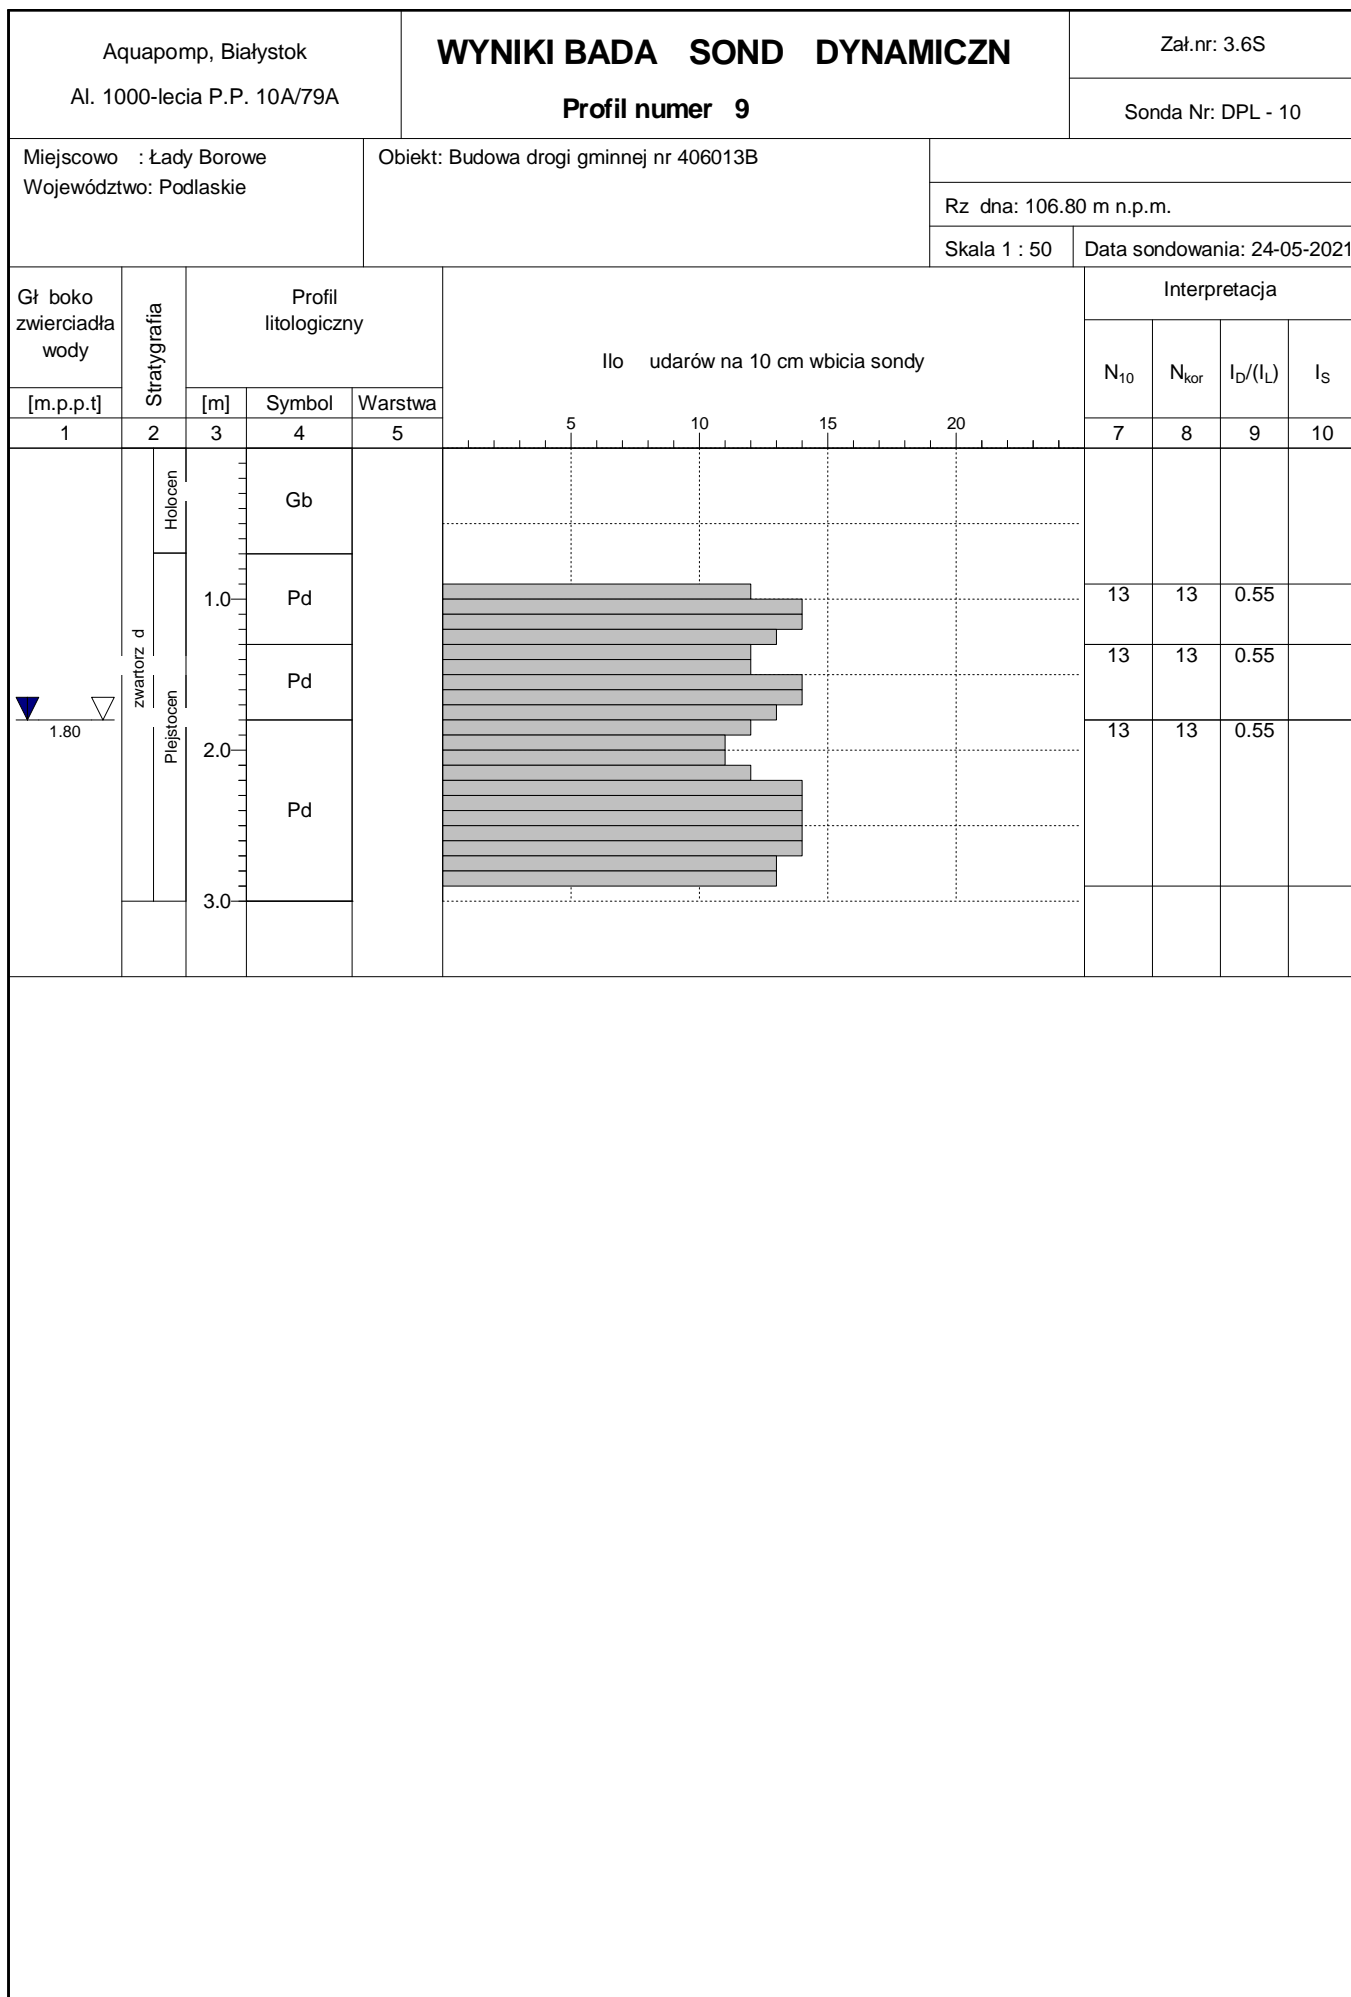 Aquapomp, Białystok
Al. 1000-lecia P.P. 10A/79A
WYNIKI BADA SOND DYNAMICZN
Profil numer 9
Zał.nr: 3.6S
Sonda Nr: DPL - 10
Miejscowo : Łady Borowe
Województwo: Podlaskie
Obiekt: Budowa drogi gminnej nr 406013B
Rz dna: 106.80 m n.p.m.
Skala 1 : 50
Data sondowania: 24-05-2021
Gł boko
zwierciadła
wody
[m.p.p.t]
Stratygrafia
Profil
litologiczny
[m]
Symbol
Warstwa
Ilo udarów na 10 cm wbicia sondy
Interpretacja
N10
Nkor
ID/(IL)
IS
1
2
3
4
5
5
10
15
20
7
8
9
10
zwartorz d
Holocen
Plejstocen
Gb
1.0
Pd
13 13 0.55
Pd
13 13 0.55
1.80
2.0
13 13 0.55
Pd
3.0